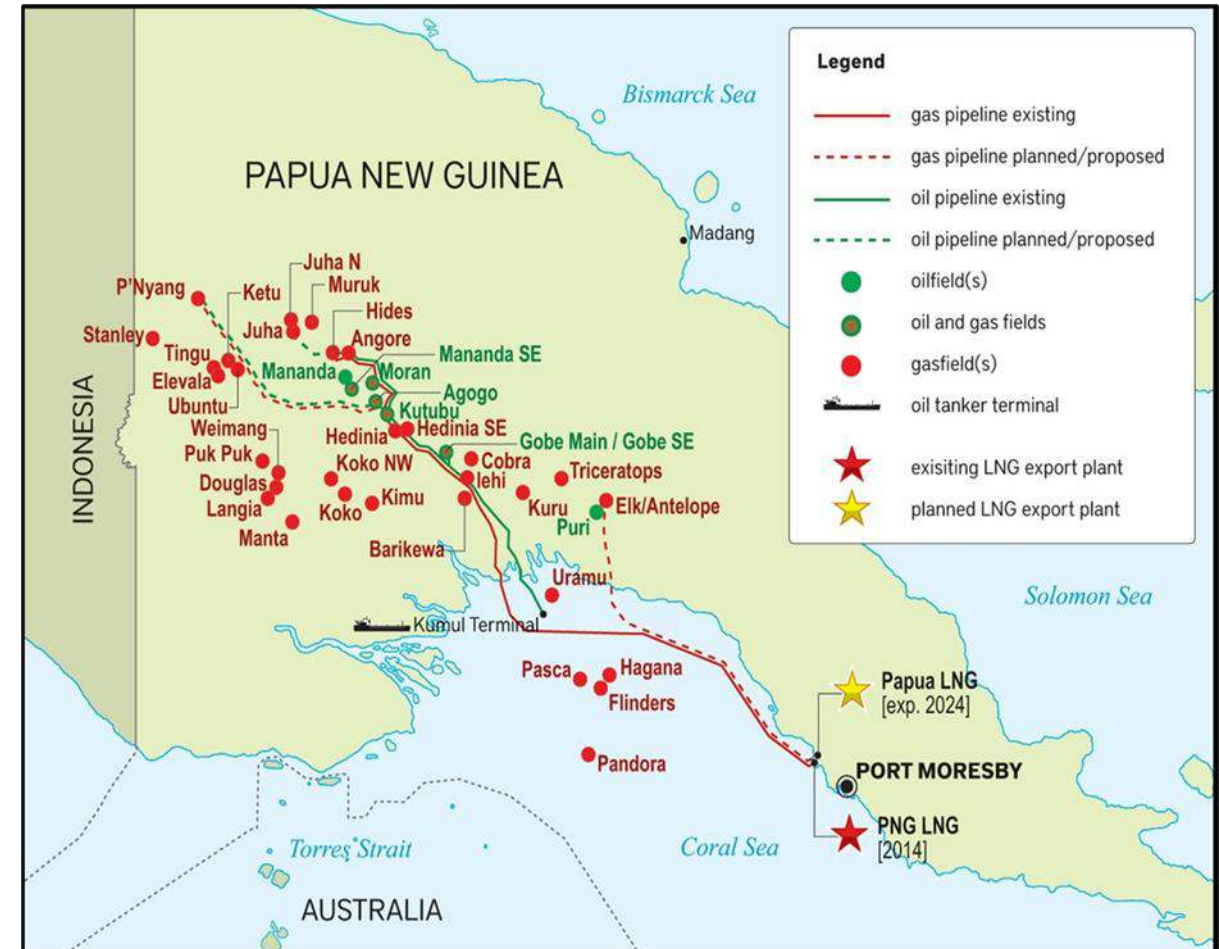 Bismarck Sea
PAPUA NEW GUINEA
Madang
Legend
gas pipeline existing
gas pipeline planned/proposed
oil pipeline existing
oil pipeline planned/proposed
oilfield(s)
oil and gas fields
gasfield(s)
oil tanker terminal
exisiting LNG export plant
planned LNG export plant
Juha N
Muruk
P'Nyang
Ketu
Hides
Stanley
Juha
Angore
Tingu
Mananda SE
Mananda
Moran
Elevala
Agogo
Ubuntu
Kutubu
Weimang
Hedinia
Hedinia SE
Gobe Main / Gobe SE
Puk Puk
Koko NW
Cobra
Triceratops
Douglas
Iehi
Langia
Koko
Kimu
Kuru
Elk/Antelope
Manta
Puri
Barikewa
INDONESIA
Uramu
Kumul Terminal
Solomon Sea
Pasca
Hagana
Flinders
Papua LNG
[exp. 2024]
Pandora
PORT MORESBY
PNG LNG
[2014]
Torres Strait
Coral Sea
AUSTRALIA